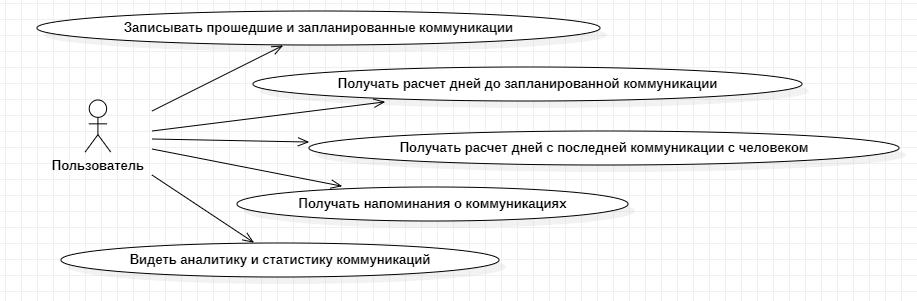 Записывать прошедшие и запланированные коммуникации
Получать расчет дней до запланированной коммуникации
Получать расчет дней с последней коммуникации с человеком
Пользователь
Получать напоминания о коммуникациях
Видеть аналитику и статистику коммуникаций